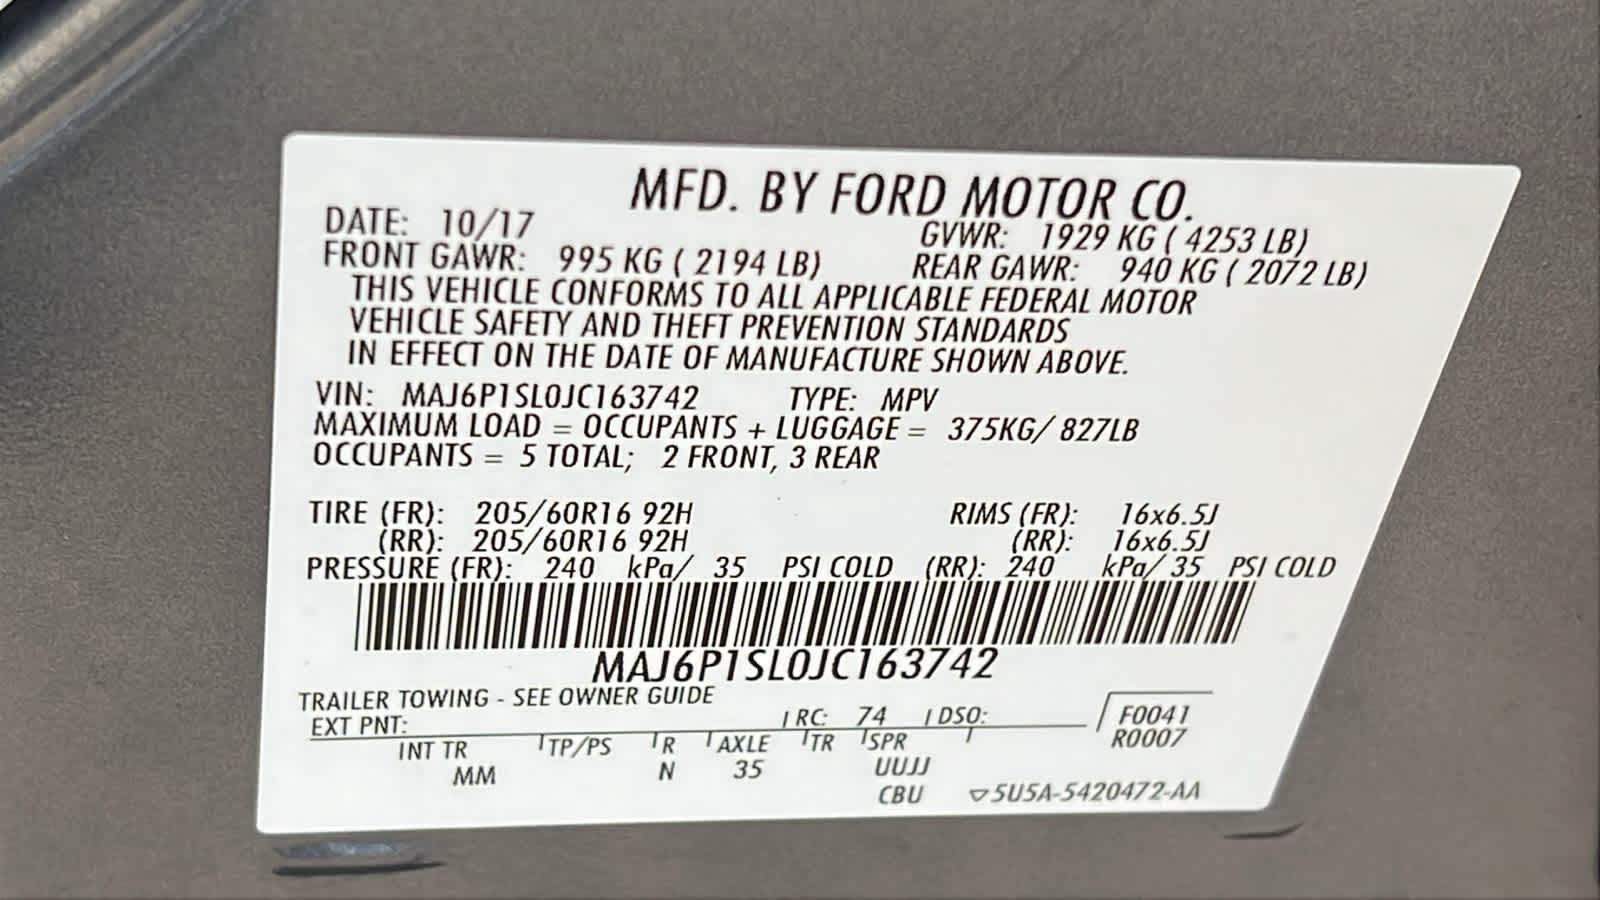 MFD. BY FORD MOTOR CO.
DATE: 10/17 GVWR: 1929 KG ( 4253 LB)
FRONT GAWR: 995 KG ( 2194 LB) REAR GAWR: 940 KG ( 2072 LB)
THIS VEHICLE CONFORMS TO ALL APPLICABLE FEDERAL MOTOR
VEHICLE SAFETY AND THEFT PREVENTION STANDARDS
IN EFFECT ON THE DATE OF MANUFACTURE SHOWN ABOVE.
VIN: MAJ6P1SL0JC163742 TYPE: MPV
MAXIMUM LOAD = OCCUPANTS + LUGGAGE = 375KG/ 827LB
OCCUPANTS = 5 TOTAL; 2 FRONT, 3 REAR
TIRE (FR): 205/60R16 92H RIMS (FR): 16x6.5J
(RR): 205/60R16 92H (RR): 16x6.5J
PRESSURE (FR): 240 kPa/ 35 PSI COLD (RR): 240 kPa/ 35 PSI COLD
MAJ6P1SL0JC163742
TRAILER TOWING - SEE OWNER GUIDE
EXT PNT: RC: 74 DSO: F0041
R0007
INT TR TP/PS R AXLE TR SPR
MM N 35 UUJJ
CBU ▽5U5A-5420472-AA